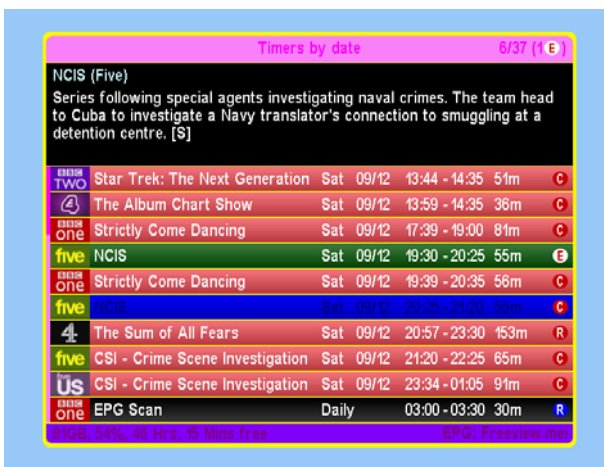 Timers by date 6/37 (1 E)
NCIS (Five)
Series following special agents investigating naval crimes. The team head
to Cuba to investigate a Navy translator's connection to smuggling at a
detention centre. [S]
BBC TWO Star Trek: The Next Generation Sat 09/12 13:44 - 14:35 51m C
4 The Album Chart Show Sat 09/12 13:59 - 14:35 36m C
BBC one Strictly Come Dancing Sat 09/12 17:39 - 19:00 81m C
five NCIS Sat 09/12 19:30 - 20:25 55m E
BBC one Strictly Come Dancing Sat 09/12 19:39 - 20:35 56m C
five NCIS Sat 09/12 20:25 - 21:20 55m C
4 The Sum of All Fears Sat 09/12 20:57 - 23:30 153m R
five CSI - Crime Scene Investigation Sat 09/12 21:20 - 22:25 65m C
five US CSI - Crime Scene Investigation Sat 09/12 23:34 - 01:05 91m C
BBC one EPG Scan Daily 03:00 - 03:30 30m R
81GB, 54%, 46 Hrs. 15 Mins free EPG: Freeview.mei